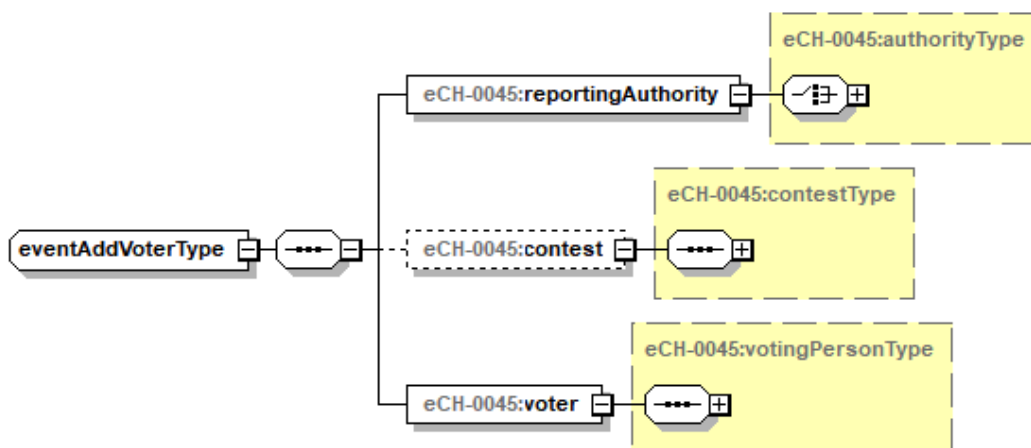 eCH-0045:authorityType
eCH-0045:reportingAuthority
eCH-0045:contestType
eventAddVoterType
eCH-0045:contest
eCH-0045:votingPersonType
eCH-0045:voter